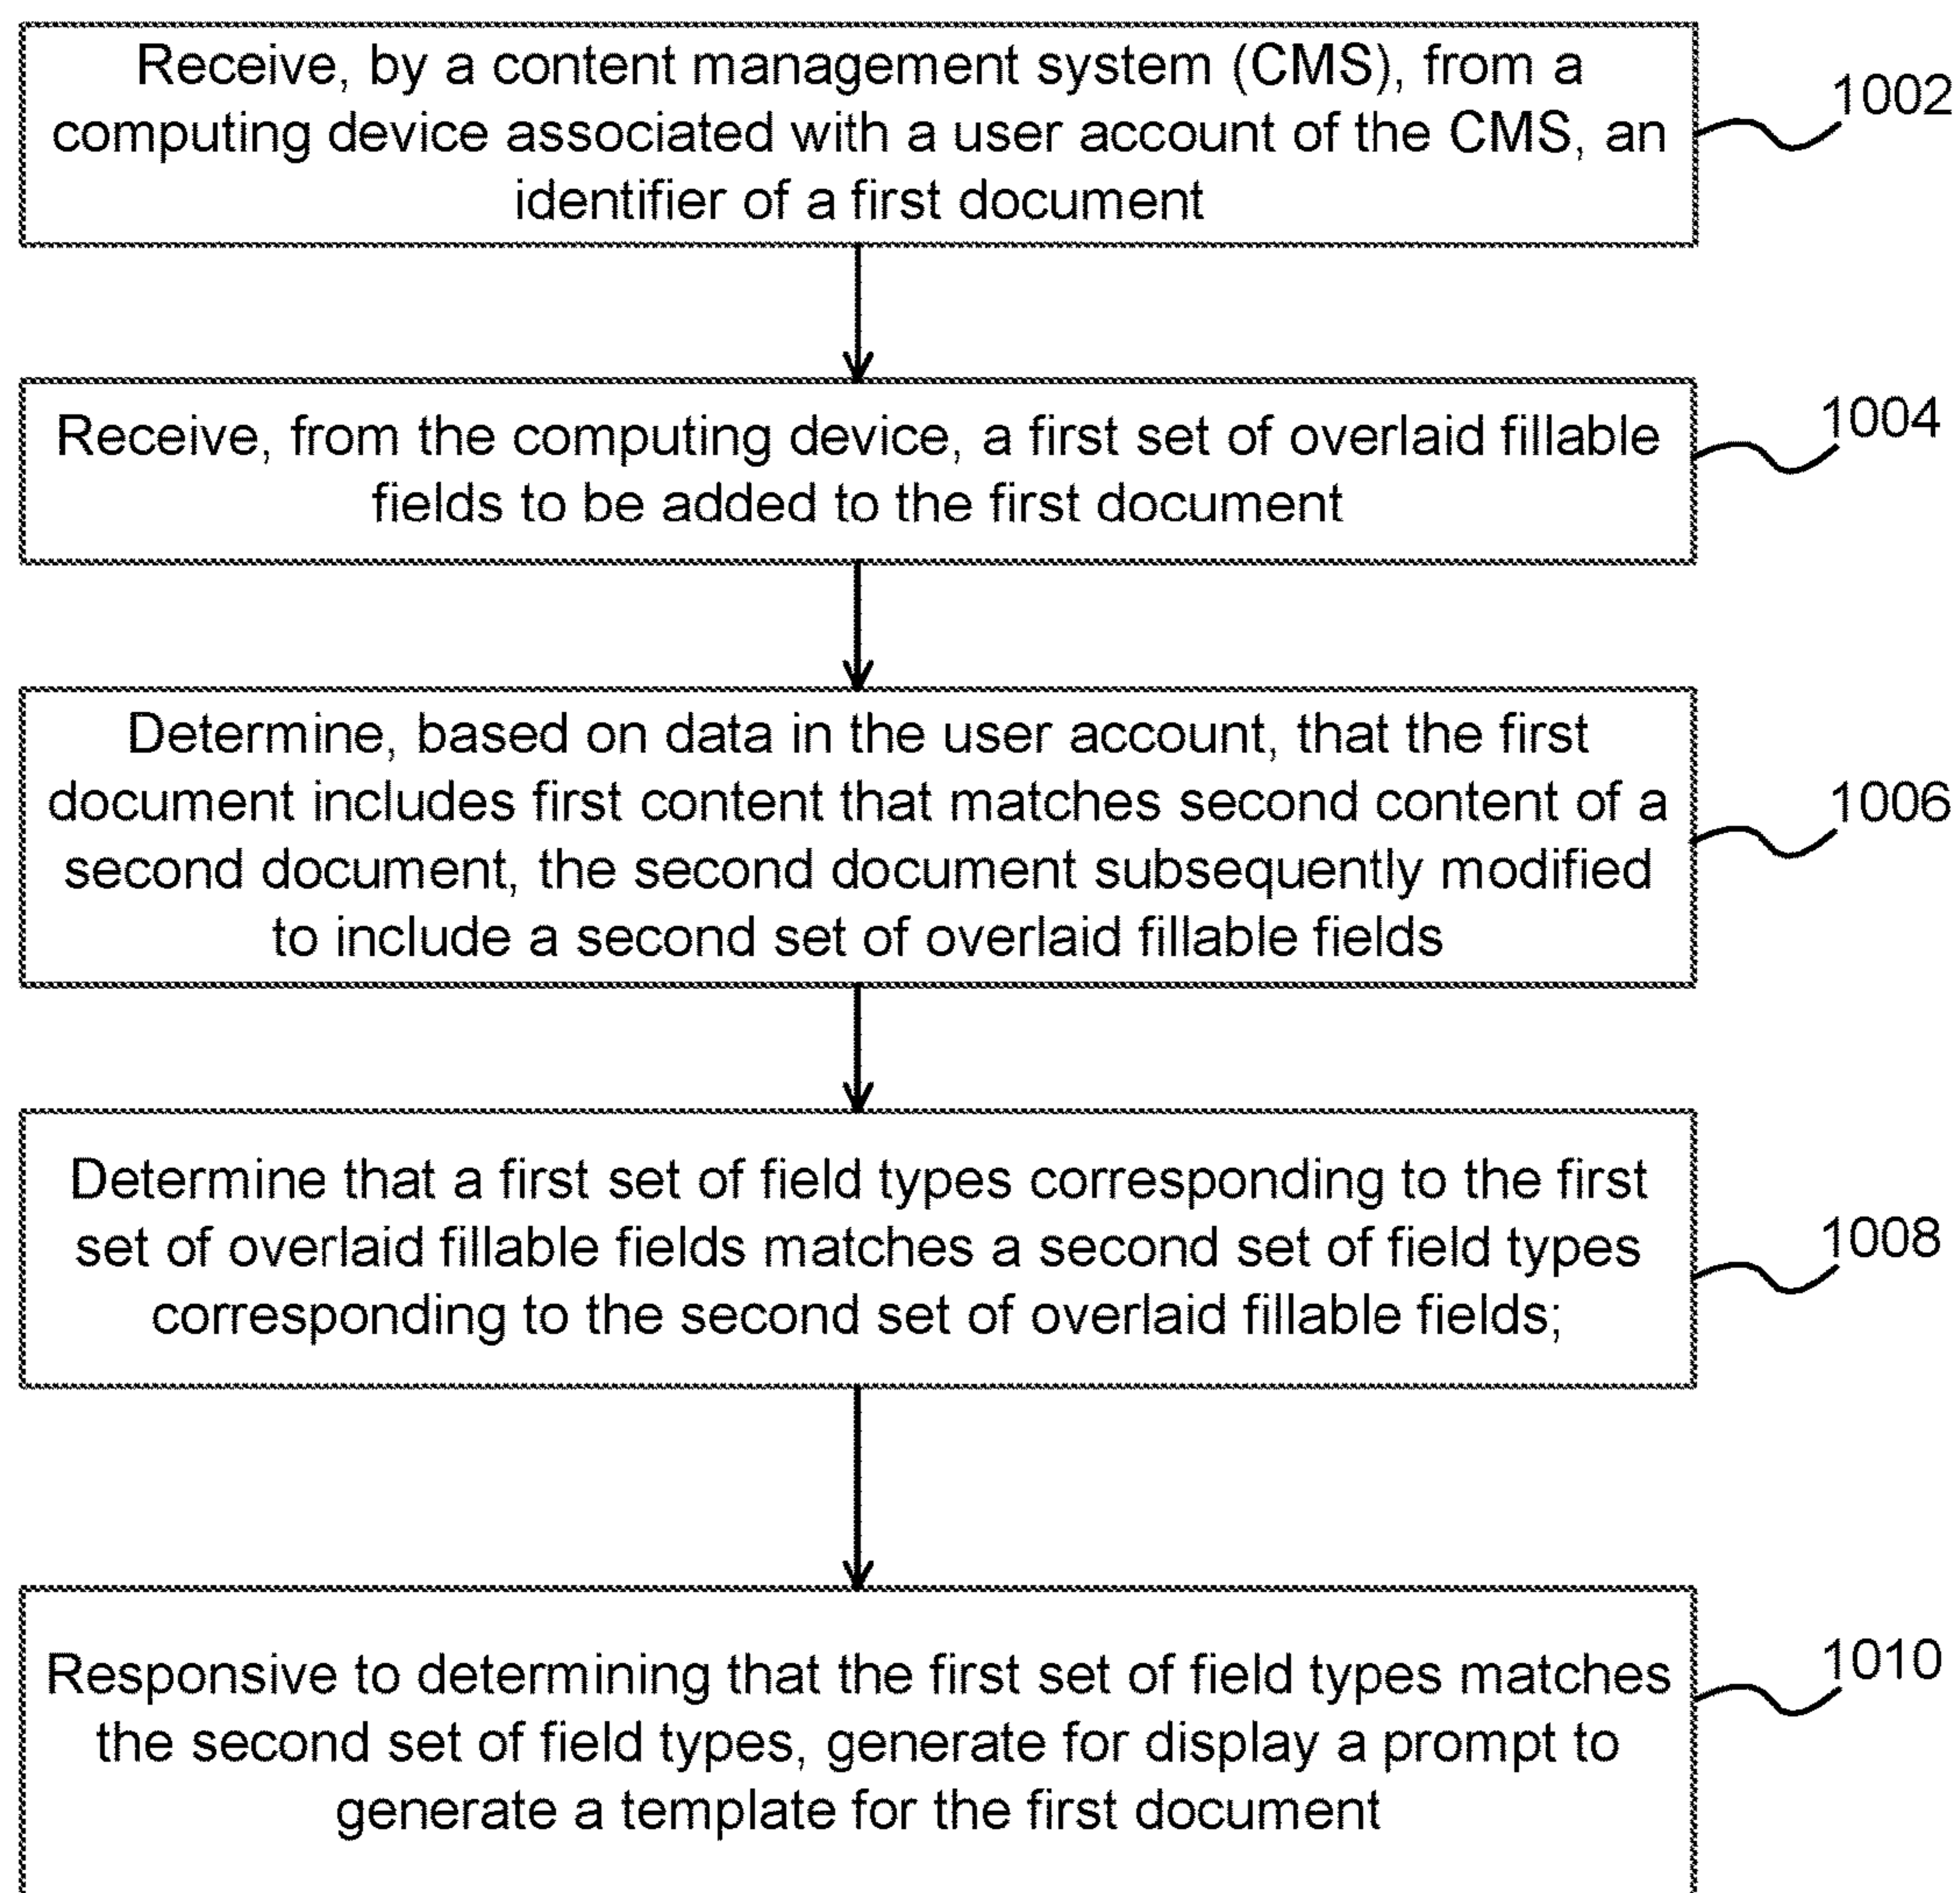 Receive, by a content management system (CMS), from a
computing device associated with a user account of the CMS, an
identifier of a first document
1002
Receive, from the computing device, a first set of overlaid fillable
fields to be added to the first document
1004
Determine, based on data in the user account, that the first
document includes first content that matches second content of a
second document, the second document subsequently modified
to include a second set of overlaid fillable fields
1006
Determine that a first set of field types corresponding to the first
set of overlaid fillable fields matches a second set of field types
corresponding to the second set of overlaid fillable fields;
1008
Responsive to determining that the first set of field types matches
the second set of field types, generate for display a prompt to
generate a template for the first document
1010